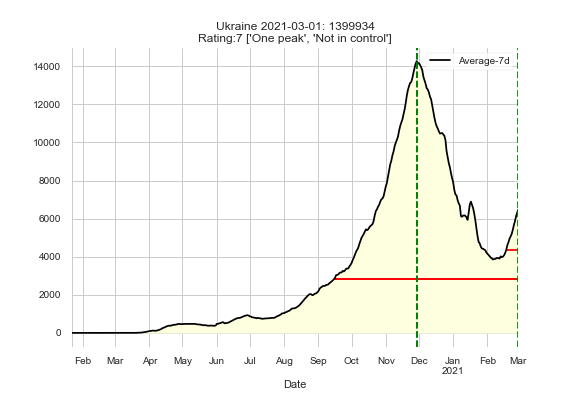 Ukraine 2021-03-01: 1399934
Rating:7 ['One peak', 'Not in control']
Average-7d
14000
12000
10000
8000
6000
4000
2000
0
Feb Mar Apr May Jun Jul Aug Sep Oct Nov Dec Jan Feb Mar
2021
Date